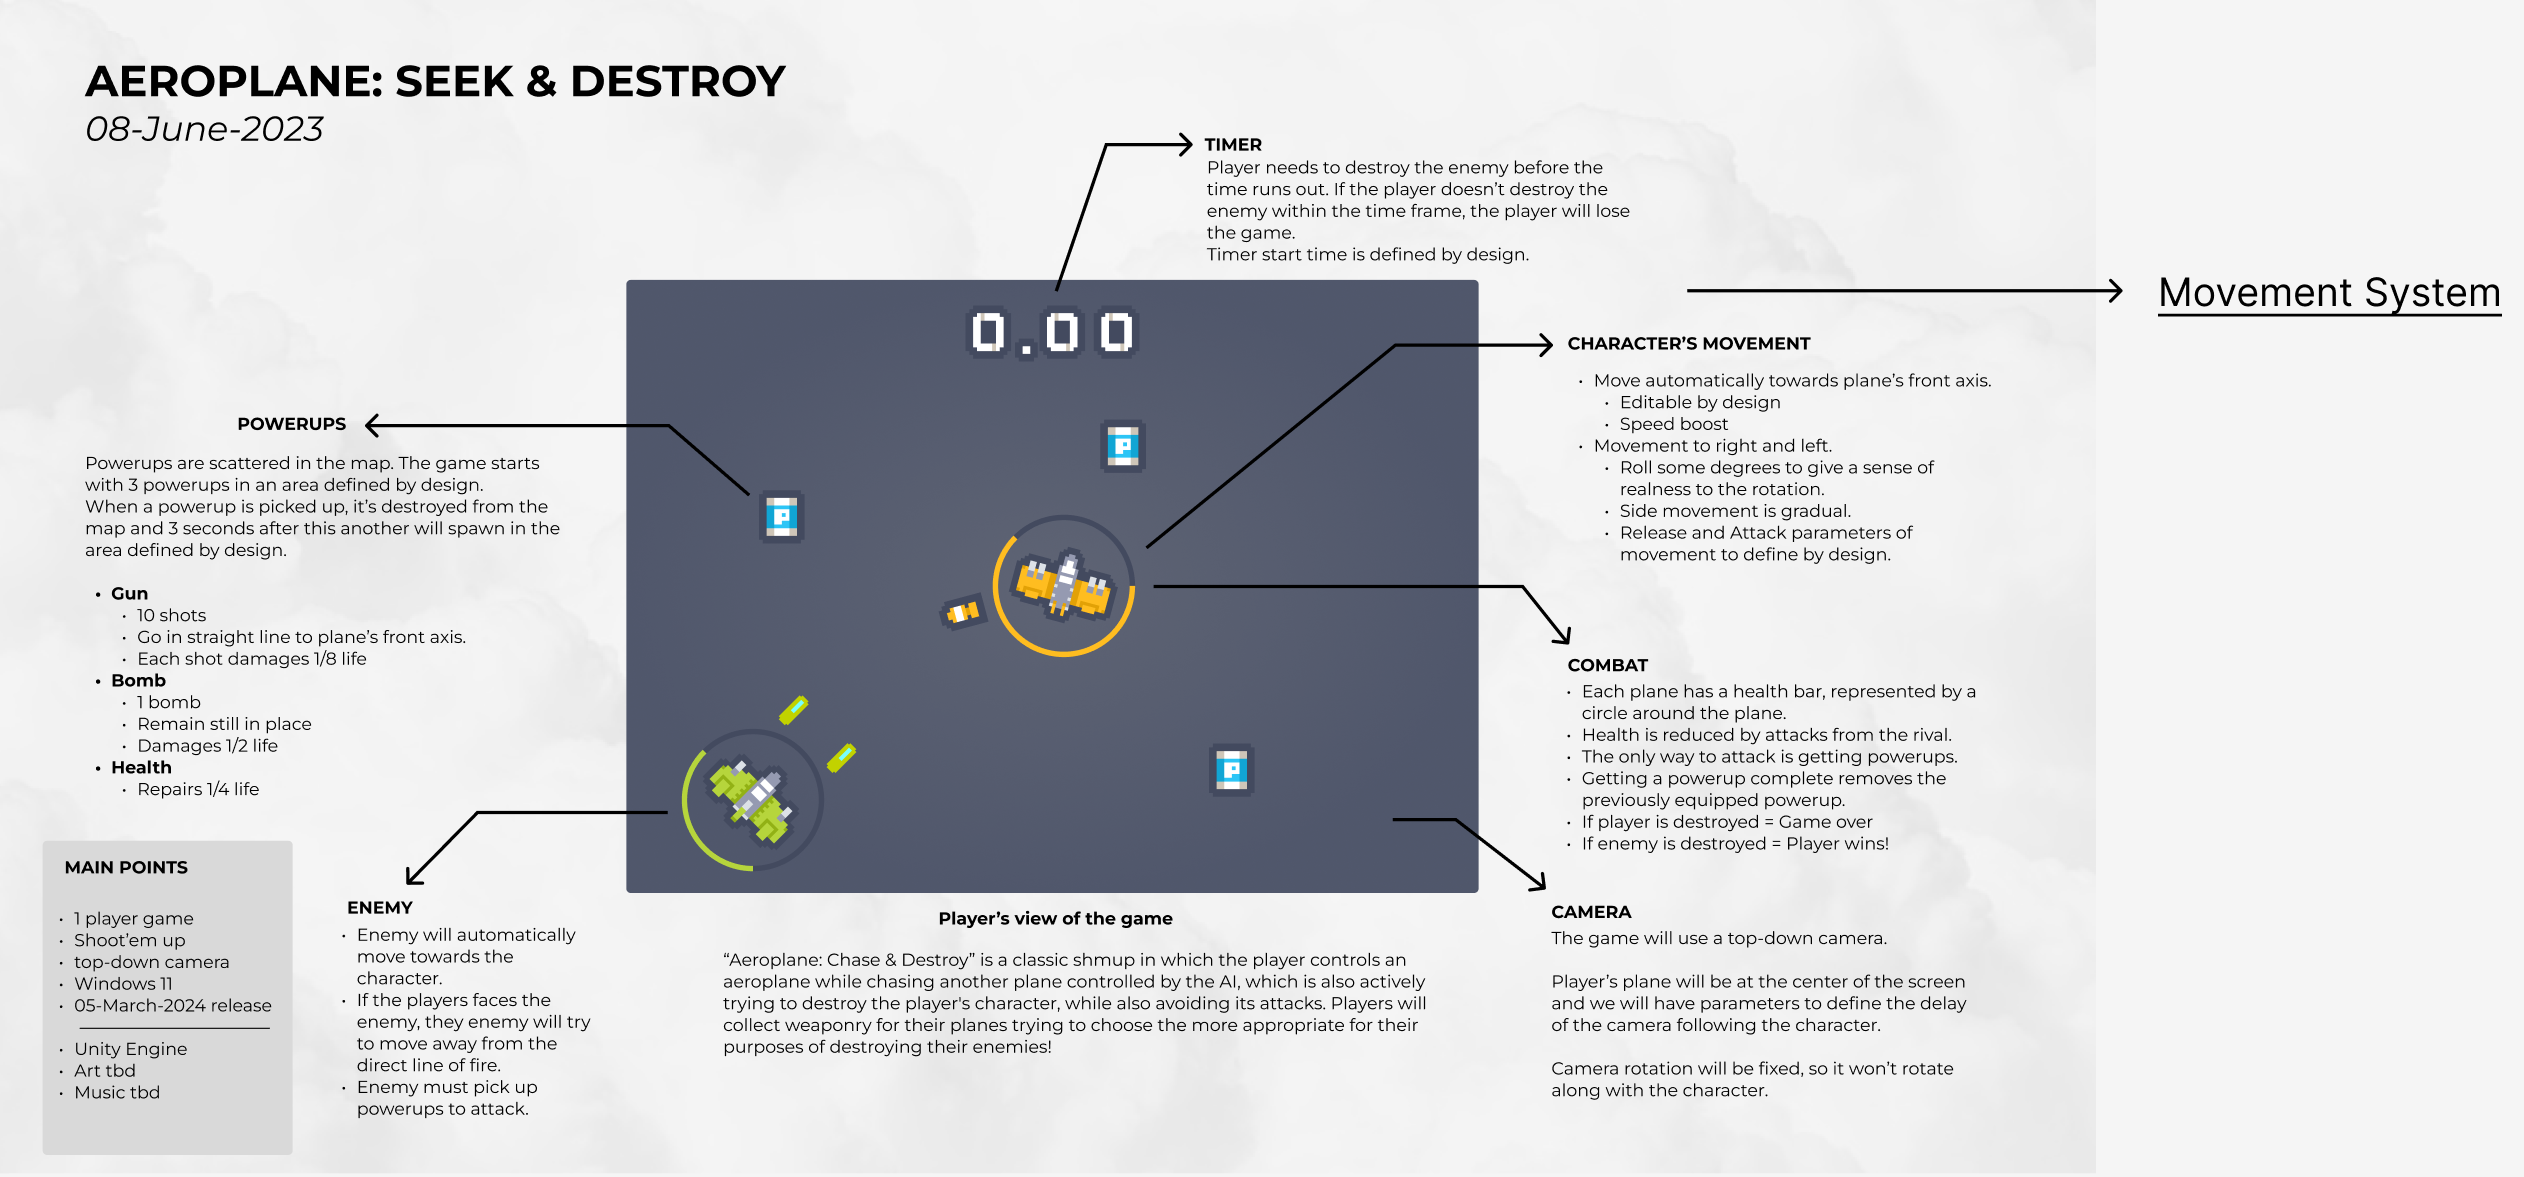 AEROPLANE: SEEK & DESTROY
08-June-2023
TIMER
Player needs to destroy the enemy before the
time runs out. If the player doesn’t destroy the
enemy within the time frame, the player will lose
the game.
Timer start time is defined by design.
Movement System
0.00
CHARACTER’S MOVEMENT
• Move automatically towards plane’s front axis.
• Editable by design
• Speed boost
• Movement to right and left.
• Roll some degrees to give a sense of
realness to the rotation.
• Side movement is gradual.
• Release and Attack parameters of
movement to define by design.
POWERUPS
Powerups are scattered in the map. The game starts
with 3 powerups in an area defined by design.
When a powerup is picked up, it’s destroyed from the
map and 3 seconds after this another will spawn in the
area defined by design.
• Gun
• 10 shots
• Go in straight line to plane’s front axis.
• Each shot damages 1/8 life
• Bomb
• 1 bomb
• Remain still in place
• Damages 1/2 life
• Health
• Repairs 1/4 life
P
P
P
COMBAT
• Each plane has a health bar, represented by a
circle around the plane.
• Health is reduced by attacks from the rival.
• The only way to attack is getting powerups.
• Getting a powerup complete removes the
previously equipped powerup.
• If player is destroyed = Game over
• If enemy is destroyed = Player wins!
MAIN POINTS
• 1 player game
• Shoot’em up
• top-down camera
• Windows 11
• 05-March-2024 release
• Unity Engine
• Art tbd
• Music tbd
ENEMY
• Enemy will automatically
move towards the
character.
• If the players faces the
enemy, they enemy will try
to move away from the
direct line of fire.
• Enemy must pick up
powerups to attack.
Player’s view of the game
“Aeroplane: Chase & Destroy” is a classic shmup in which the player controls an
aeroplane while chasing another plane controlled by the AI, which is also actively
trying to destroy the player's character, while also avoiding its attacks. Players will
collect weaponry for their planes trying to choose the more appropriate for their
purposes of destroying their enemies!
CAMERA
The game will use a top-down camera.
Player’s plane will be at the center of the screen
and we will have parameters to define the delay
of the camera following the character.
Camera rotation will be fixed, so it won’t rotate
along with the character.